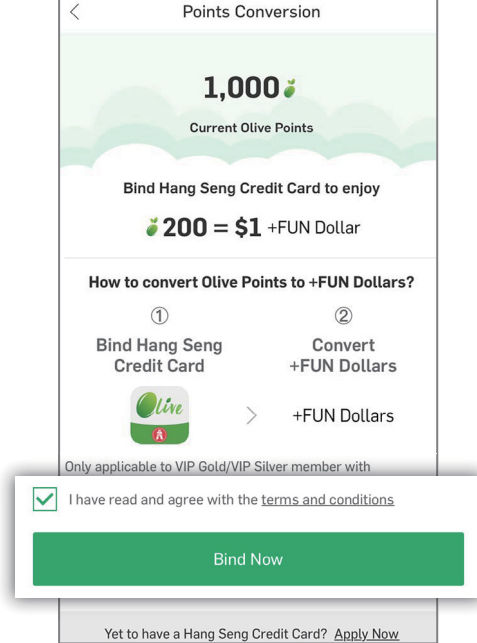 Points Conversion
1,000
Current Olive Points
Bind Hang Seng Credit Card to enjoy
200 = $1 +FUN Dollar
How to convert Olive Points to +FUN Dollars?
① ②
Bind Hang Seng Credit Card
Convert +FUN Dollars
Olive
+FUN Dollars
Only applicable to VIP Gold/VIP Silver member with
I have read and agree with the terms and conditions
Bind Now
Yet to have a Hang Seng Credit Card? Apply Now